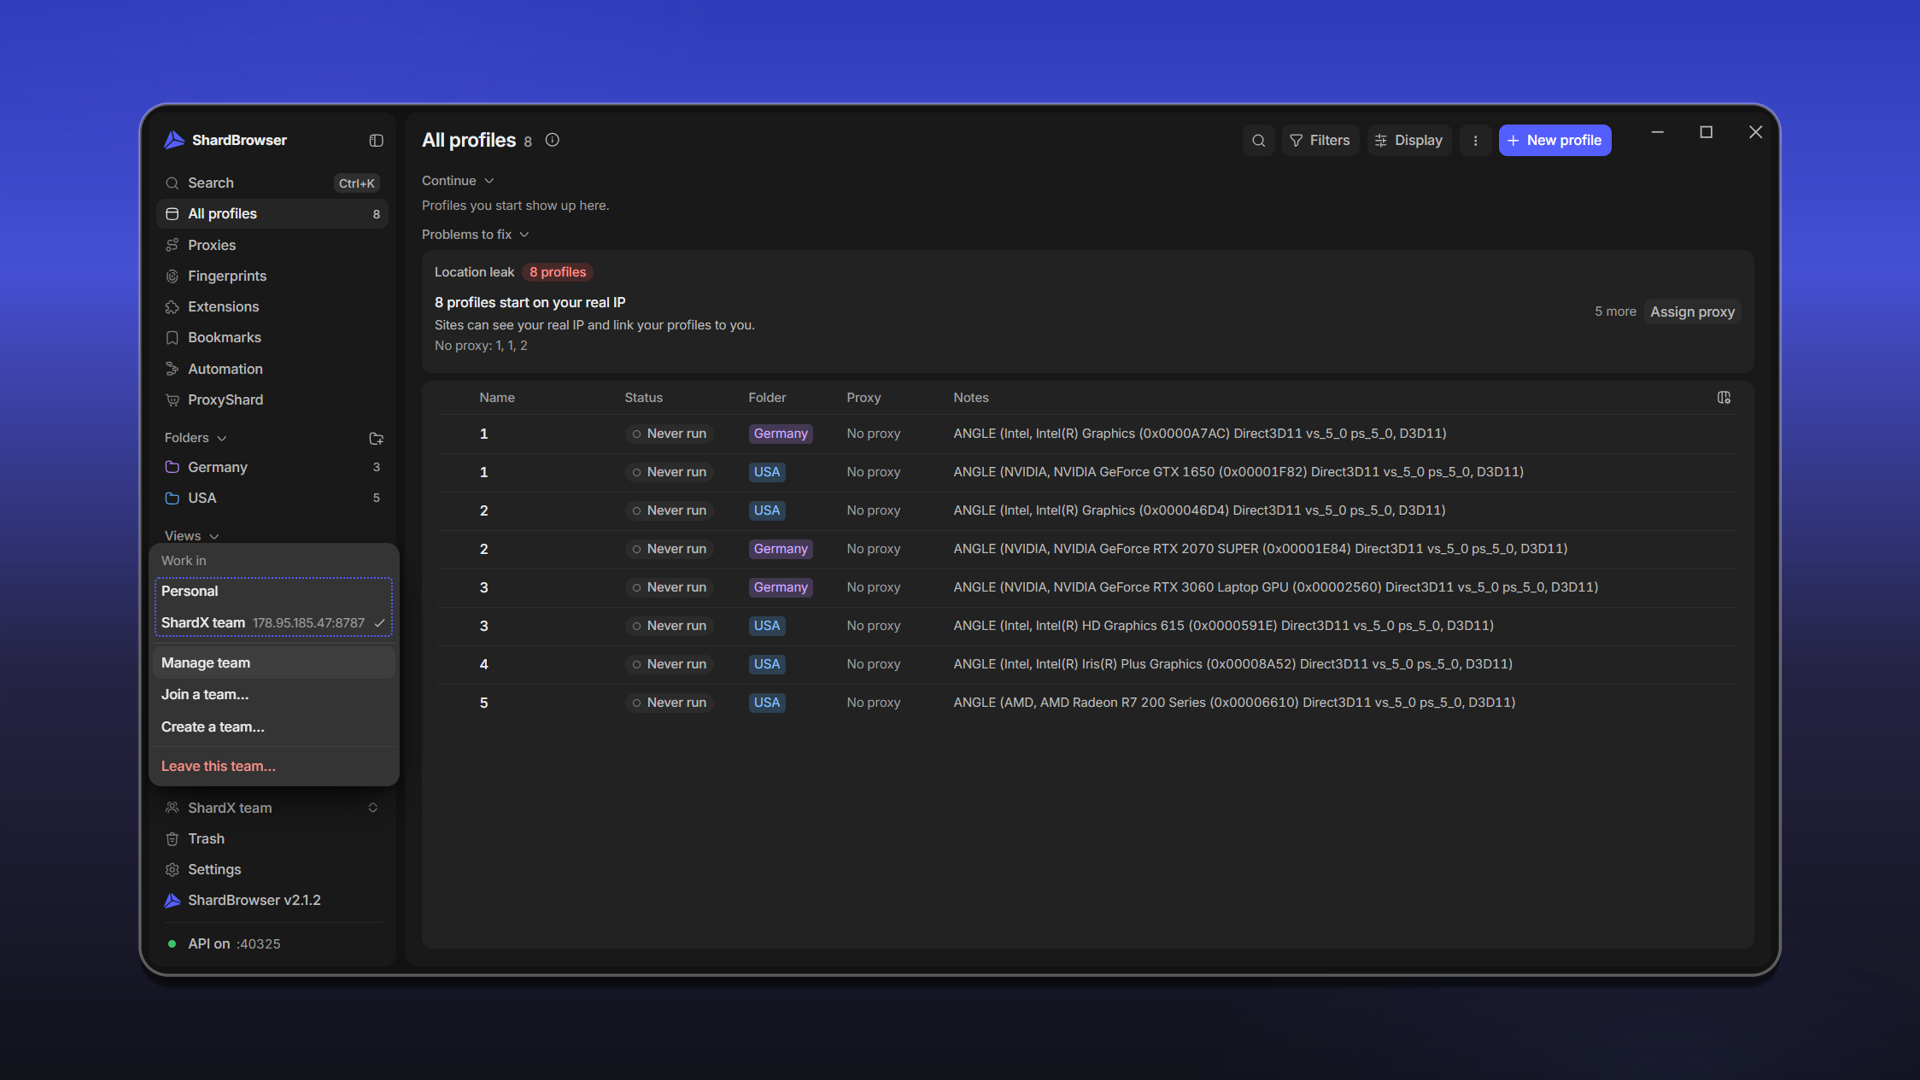 ShardBrowser
Search Ctrl+K
All profiles 8
Proxies
Fingerprints
Extensions
Bookmarks
Automation
ProxyShard
Folders
Germany 3
USA 5
Views
Work in
Personal
ShardX team 178.95.185.47:8787
Manage team
Join a team...
Create a team...
Leave this team...
ShardX team
Trash
Settings
ShardBrowser v2.1.2
API on :40325
All profiles 8
Filters
Display
New profile
Continue
Profiles you start show up here.
Problems to fix
Location leak 8 profiles
8 profiles start on your real IP
Sites can see your real IP and link your profiles to you.
No proxy: 1, 1, 2
5 more Assign proxy
Name Status Folder Proxy Notes
1 Never run Germany No proxy ANGLE (Intel, Intel(R) Graphics (0x0000A7AC) Direct3D11 vs_5_0 ps_5_0, D3D11)
1 Never run USA No proxy ANGLE (NVIDIA, NVIDIA GeForce GTX 1650 (0x00001F82) Direct3D11 vs_5_0 ps_5_0, D3D11)
2 Never run USA No proxy ANGLE (Intel, Intel(R) Graphics (0x000046D4) Direct3D11 vs_5_0 ps_5_0, D3D11)
2 Never run Germany No proxy ANGLE (NVIDIA, NVIDIA GeForce RTX 2070 SUPER (0x00001E84) Direct3D11 vs_5_0 ps_5_0, D3D11)
3 Never run Germany No proxy ANGLE (NVIDIA, NVIDIA GeForce RTX 3060 Laptop GPU (0x00002560) Direct3D11 vs_5_0 ps_5_0, D3D11)
3 Never run USA No proxy ANGLE (Intel, Intel(R) HD Graphics 615 (0x0000591E) Direct3D11 vs_5_0 ps_5_0, D3D11)
4 Never run USA No proxy ANGLE (Intel, Intel(R) Iris(R) Plus Graphics (0x00008A52) Direct3D11 vs_5_0 ps_5_0, D3D11)
5 Never run USA No proxy ANGLE (AMD, AMD Radeon R7 200 Series (0x00006610) Direct3D11 vs_5_0 ps_5_0, D3D11)